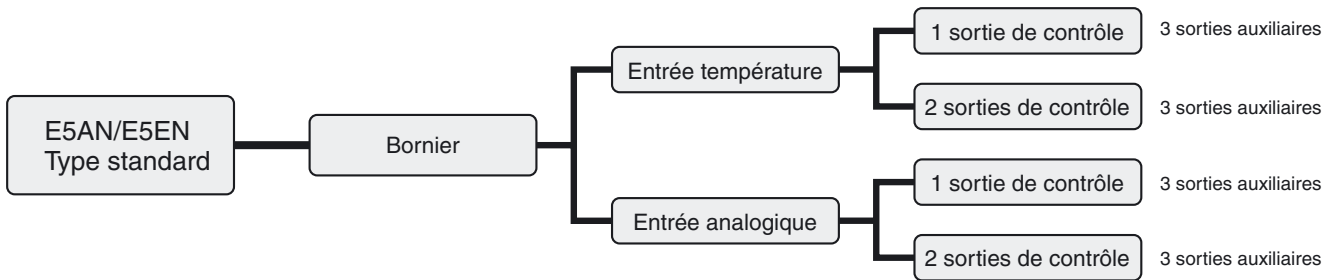 E5AN/E5EN
Type standard
Bornier
Entrée température
1 sortie de contrôle
3 sorties auxiliaires
2 sorties de contrôle
3 sorties auxiliaires
Entrée analogique
1 sortie de contrôle
3 sorties auxiliaires
2 sorties de contrôle
3 sorties auxiliaires